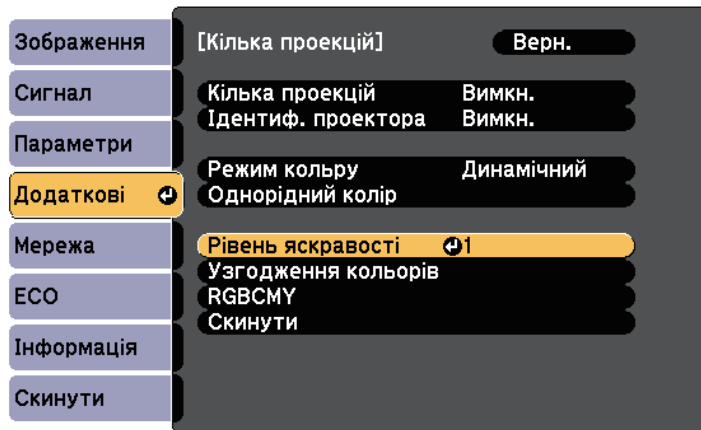 Зображення
Сигнал
Параметри
Додаткові
Мережа
ECO
Інформація
Скинути
[Кілька проекцій] Верн.
Кілька проекцій Вимкн.
Ідентиф. проектора Вимкн.
Режим кольру Динамічний
Однорідний колір
Рівень яскравості 1
Узгодження кольорів
RGBCMY
Скинути